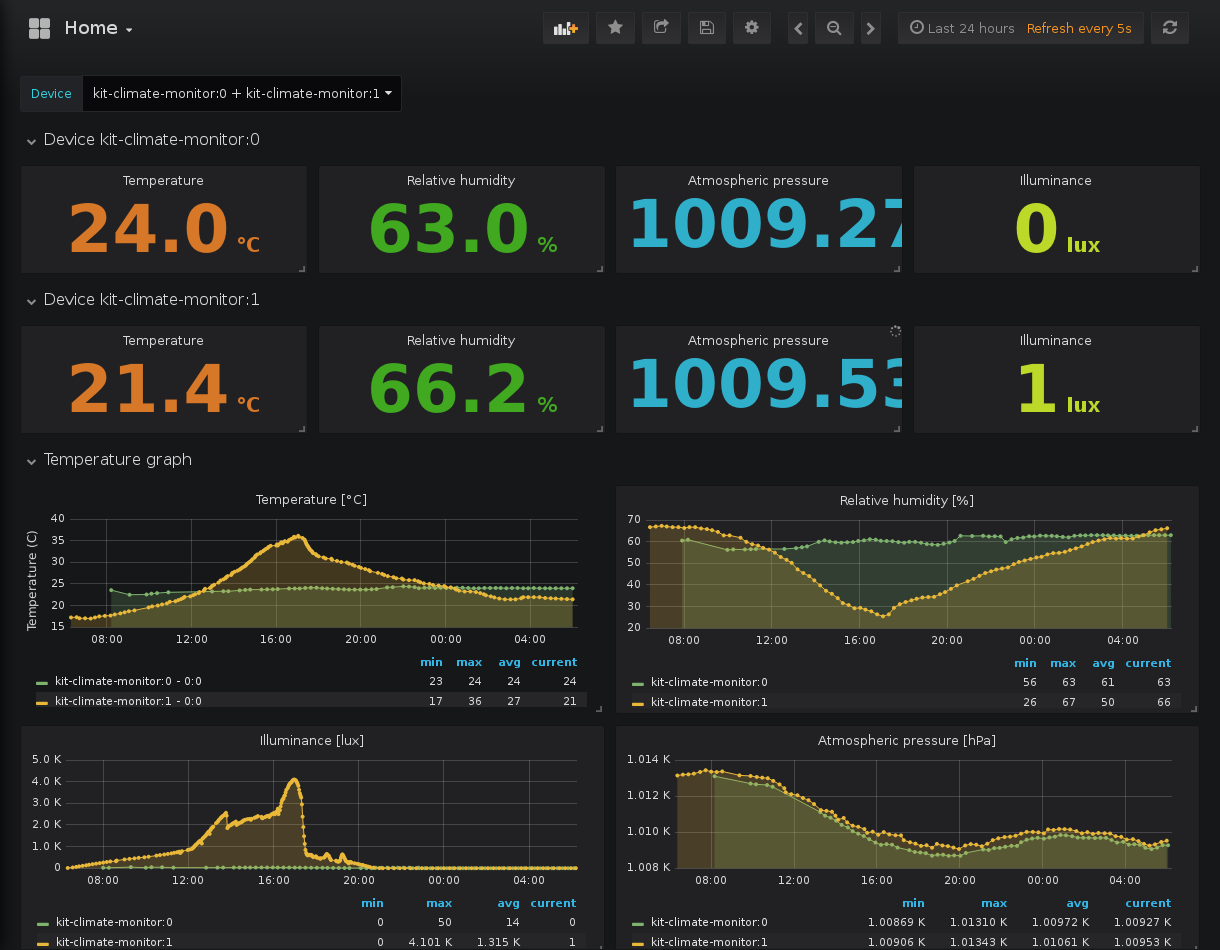 Home
Last 24 hours Refresh every 5s
Device kit-climate-monitor:0 + kit-climate-monitor:1
Device kit-climate-monitor:0
Temperature Relative humidity Atmospheric pressure Illuminance
24.0 °C 63.0 % 1009.27 0 lux
Device kit-climate-monitor:1
Temperature Relative humidity Atmospheric pressure Illuminance
21.4 °C 66.2 % 1009.53 1 lux
Temperature graph
Temperature [°C]
Temperature (C)
40
35
30
25
20
15
08:00 12:00 16:00 20:00 00:00 04:00
min max avg current
kit-climate-monitor:0 - 0:0 23 24 24 24
kit-climate-monitor:1 - 0:0 17 36 27 21
Relative humidity [%]
70
60
50
40
30
20
08:00 12:00 16:00 20:00 00:00 04:00
min max avg current
kit-climate-monitor:0 56 63 61 63
kit-climate-monitor:1 26 67 50 66
Illuminance [lux]
5.0 K
4.0 K
3.0 K
2.0 K
1.0 K
0
08:00 12:00 16:00 20:00 00:00 04:00
min max avg current
kit-climate-monitor:0 0 50 14 0
kit-climate-monitor:1 0 4.101 K 1.315 K 1
Atmospheric pressure [hPa]
1.014 K
1.012 K
1.010 K
1.008 K
08:00 12:00 16:00 20:00 00:00 04:00
min max avg current
kit-climate-monitor:0 1.00869 K 1.01310 K 1.00972 K 1.00927 K
kit-climate-monitor:1 1.00906 K 1.01343 K 1.01061 K 1.00953 K